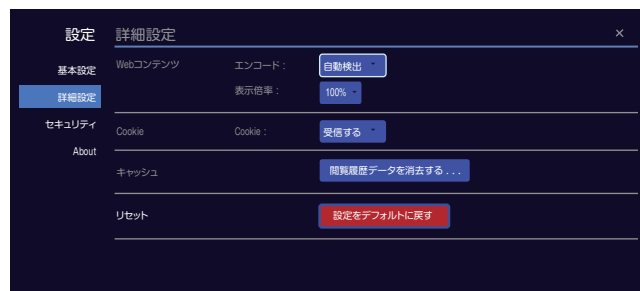 設定
詳細設定
×
基本設定
詳細設定
セキュリティ
About
Webコンテンツ
エンコード :
自動検出
表示倍率 :
100%
Cookie
Cookie :
受信する
キャッシュ
閲覧履歴データを消去する . . .
リセット
設定をデフォルトに戻す